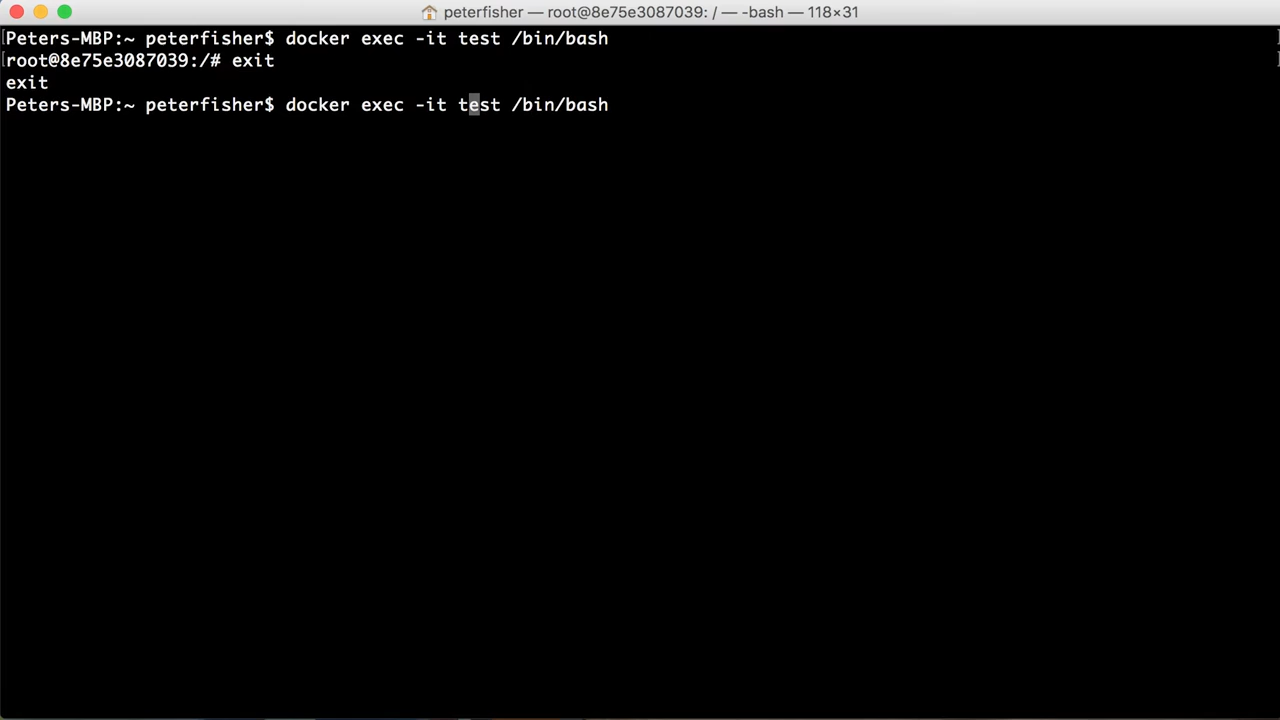 peterfisher — root@8e75e3087039: / — -bash — 118×31
Peters-MBP:~ peterfisher$ docker exec -it test /bin/bash
root@8e75e3087039:/# exit
exit
Peters-MBP:~ peterfisher$ docker exec -it test /bin/bash